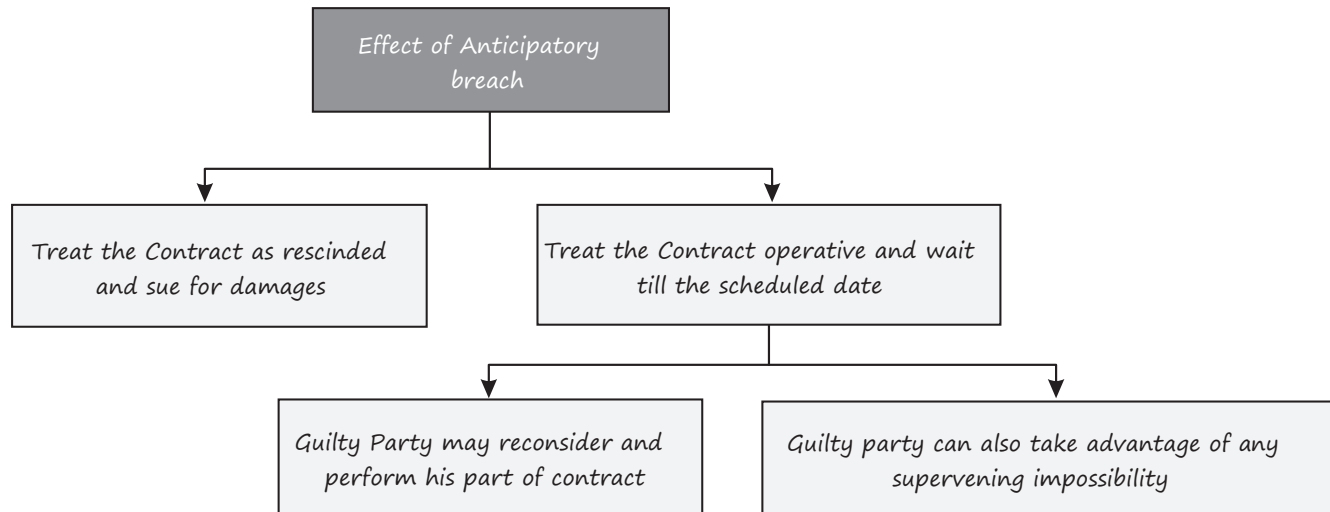 Effect of Anticipatory
breach
Treat the Contract as rescinded
and sue for damages
Treat the Contract operative and wait
till the scheduled date
Guilty Party may reconsider and
perform his part of contract
Guilty party can also take advantage of any
supervening impossibility